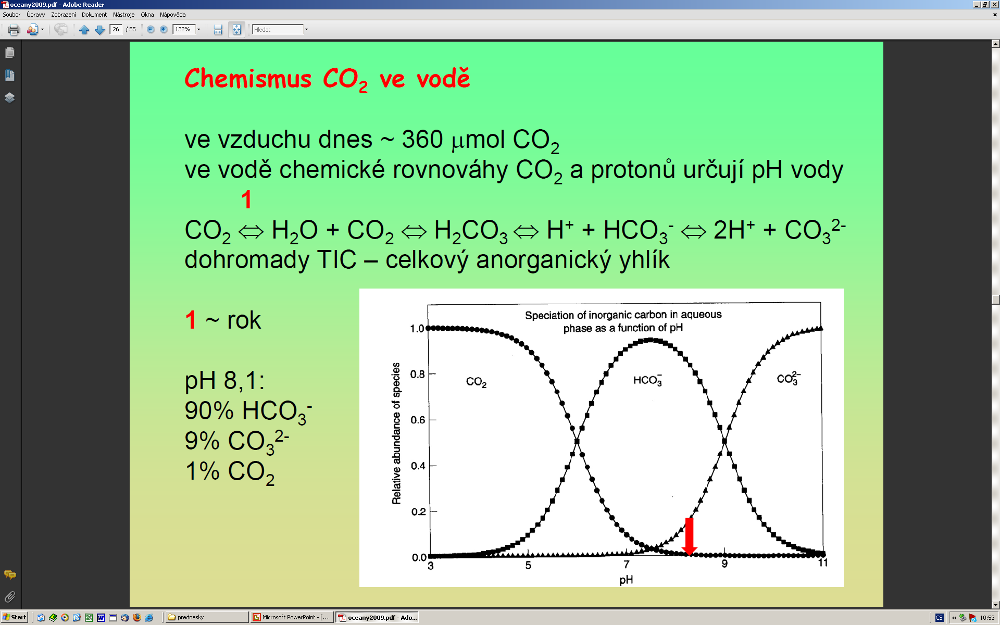 oceany2009.pdf - Adobe Reader
Soubor Úpravy Zobrazení Dokument Nástroje Okna Nápověda
26 / 55 132% Hledat
Chemismus CO₂ ve vodě
ve vzduchu dnes ~ 360 μmol CO₂
ve vodě chemické rovnováhy CO₂ a protonů určují pH vody
1
CO₂ ⇔ H₂O + CO₂ ⇔ H₂CO₃ ⇔ H⁺ + HCO₃⁻ ⇔ 2H⁺ + CO₃²⁻
dohromady TIC – celkový anorganický yhlík
1 ~ rok
pH 8,1:
90% HCO₃⁻
9% CO₃²⁻
1% CO₂
Speciation of inorganic carbon in aqueous
phase as a function of pH
Relative abundance of species
1.0
0.8
0.6
0.4
0.2
0.0
CO₂ HCO₃⁻ CO₃²⁻
3 5 7 9 11
pH
Start prednasky Microsoft PowerPoint - [... oceany2009.pdf - Ado... CS « 10:53